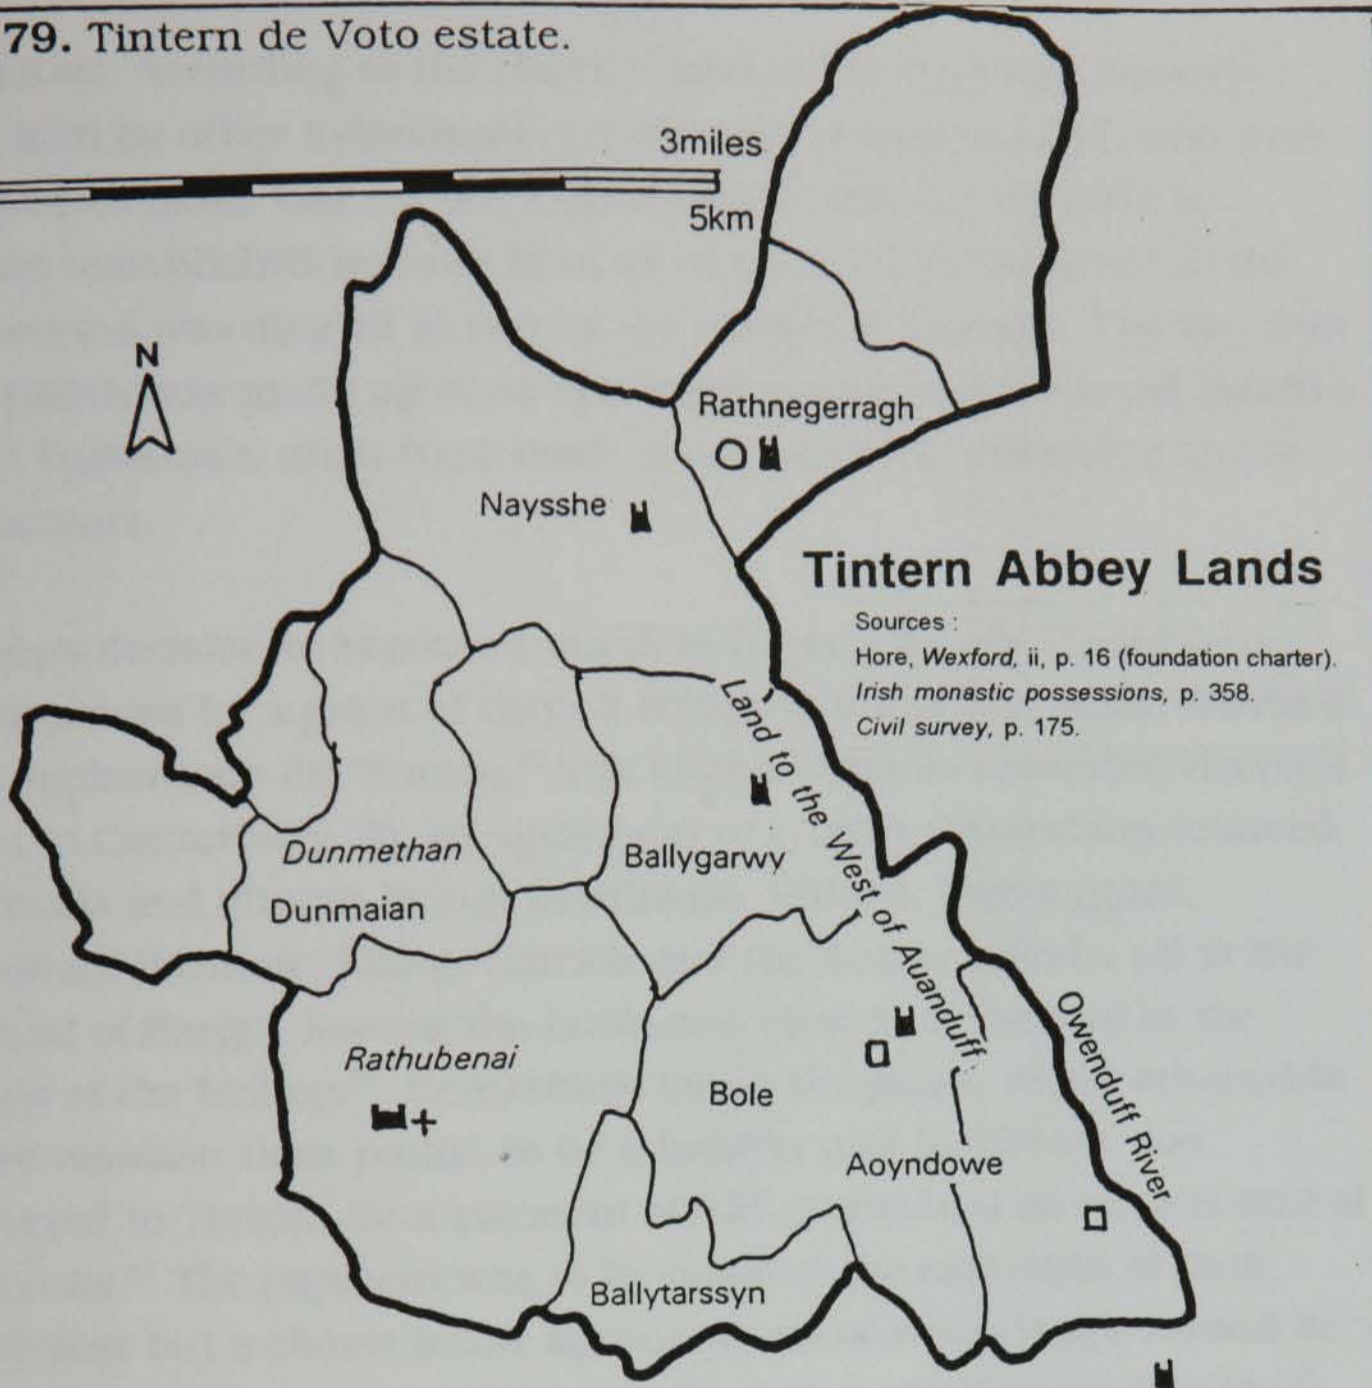 79. Tintern de Voto estate.
3miles
5km
N
Rathnegerragh
Naysshe
Tintern Abbey Lands
Sources :
Hore, Wexford, ii, p. 16 (foundation charter).
Irish monastic possessions, p. 358.
Civil survey, p. 175.
Land to the West of Auanduff
Dunmethan
Ballygarwy
Dunmaian
Owenduff River
Rathubenai
Bole
Aoyndowe
Ballytarssyn